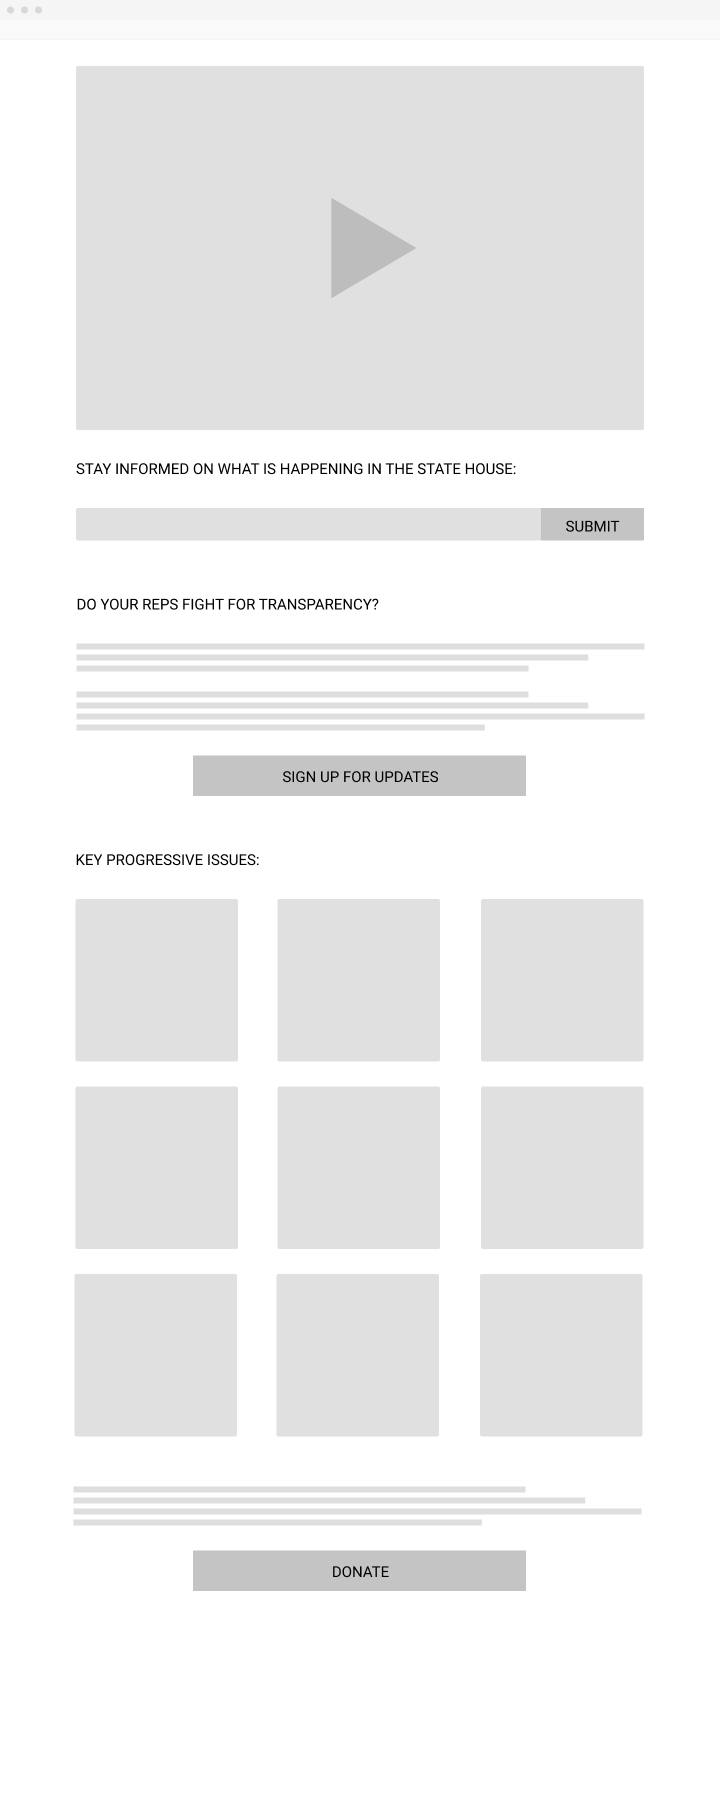 STAY INFORMED ON WHAT IS HAPPENING IN THE STATE HOUSE:
SUBMIT
DO YOUR REPS FIGHT FOR TRANSPARENCY?
SIGN UP FOR UPDATES
KEY PROGRESSIVE ISSUES:
DONATE